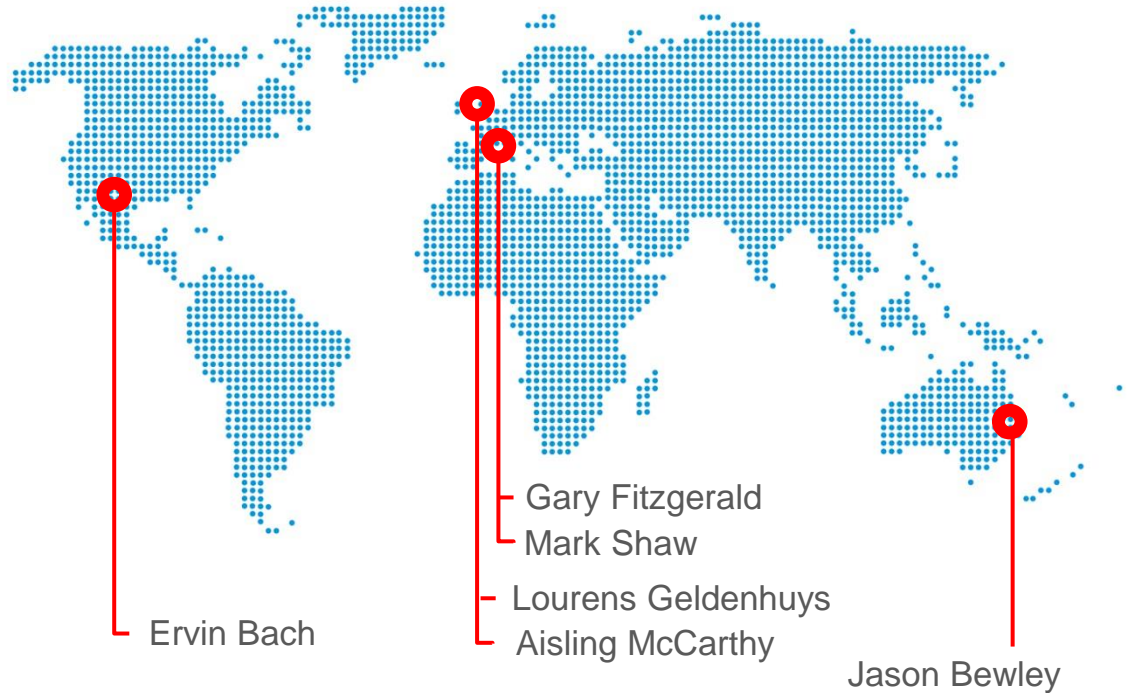 Gary Fitzgerald
Mark Shaw
Lourens Geldenhuys
Ervin Bach
Aisling McCarthy
Jason Bewley